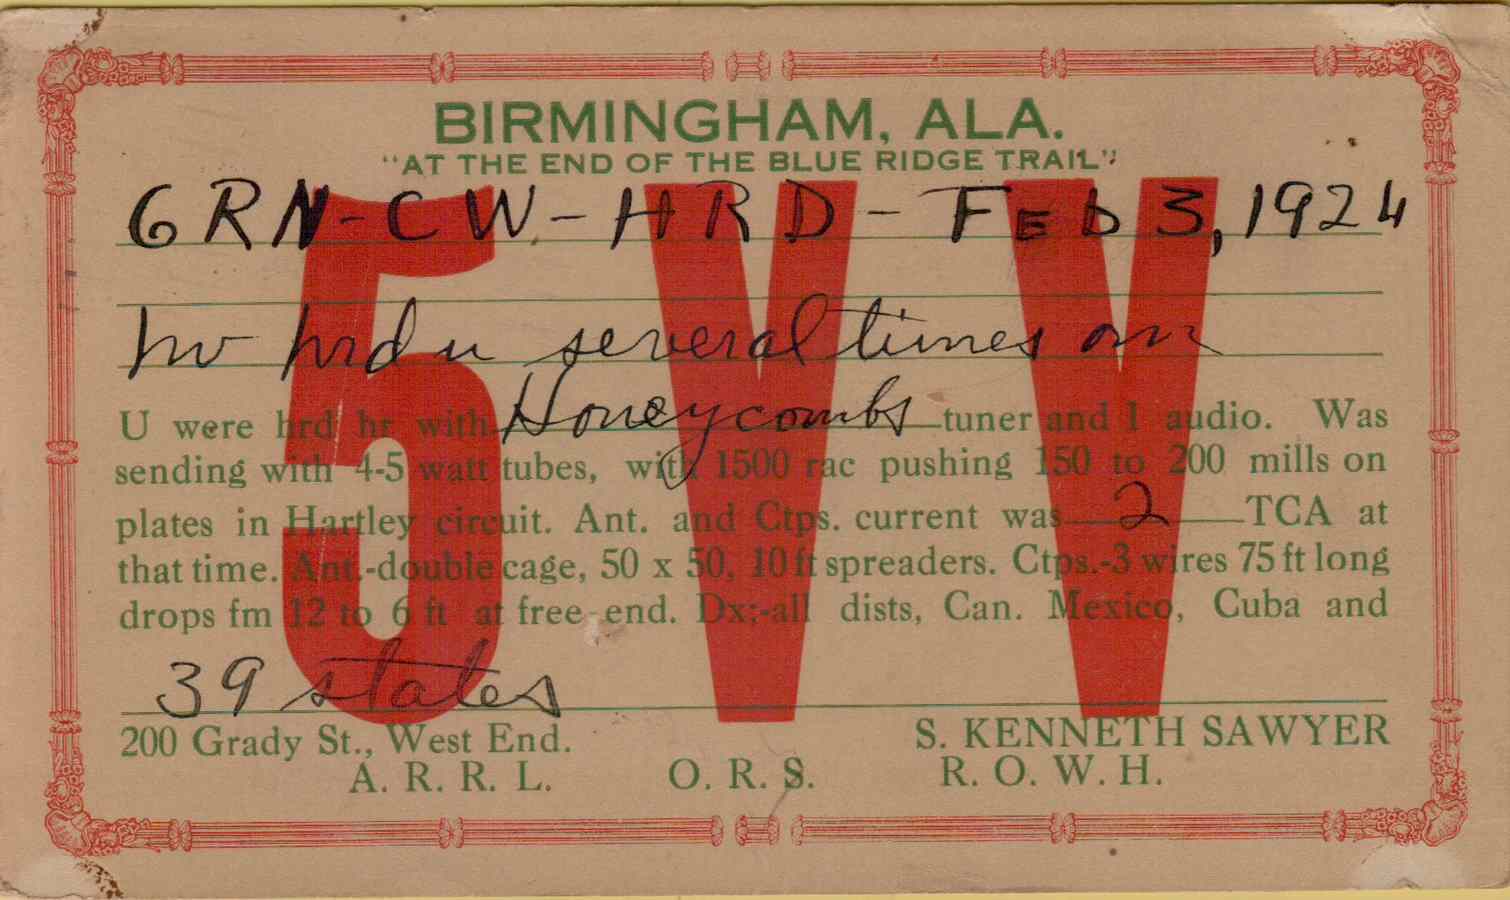 BIRMINGHAM, ALA.
"AT THE END OF THE BLUE RIDGE TRAIL"
5VV
6RN-CW-HRD-FEb 3, 1924
hv hrd u several times om
U were hrd hr with Honeycombs tuner and 1 audio. Was
sending with 4-5 watt tubes, with 1500 rac pushing 150 to 200 mills on
plates in Hartley circuit. Ant. and Ctps. current was 2 TCA at
that time. Ant.-double cage, 50 x 50, 10 ft spreaders. Ctps.-3 wires 75 ft long
drops fm 12 to 6 ft at free-end. Dx;-all dists, Can. Mexico, Cuba and
39 states
200 Grady St., West End. S. KENNETH SAWYER
A. R. R. L. O. R. S. R. O. W. H.